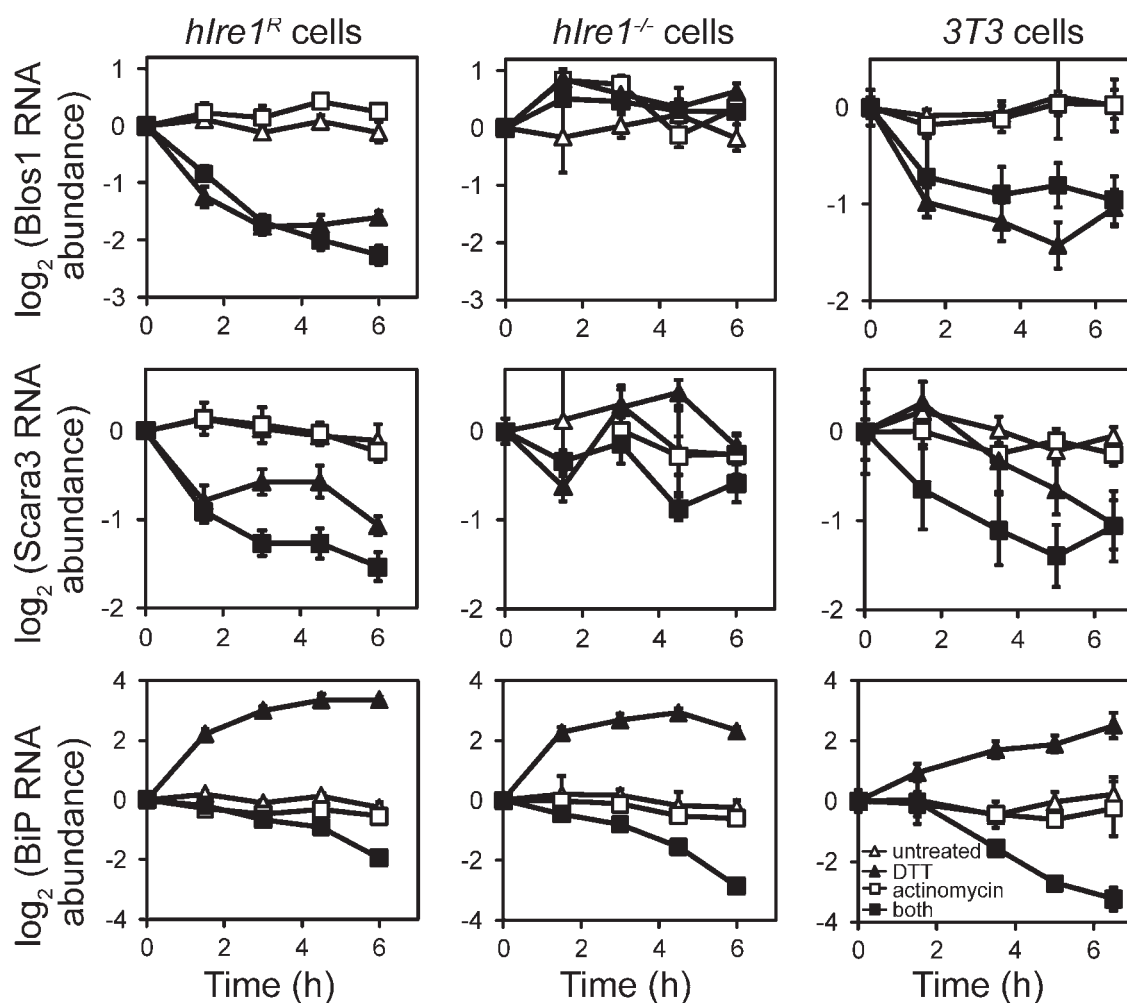 hIre1ᴿ cells
hIre1⁻/⁻ cells
3T3 cells
log₂ (Blos1 RNA
abundance)
1
0
-1
-2
-3
0 2 4 6
1
0
-1
2
-3
0 2 4 6
0
-1
-2
0 2 4 6
log₂ (Scara3 RNA
abundance)
0
-1
-2
0 2 4 6
0
-1
-2
0 2 4 6
0
-1
-2
0 2 4 6
log₂ (BiP RNA
abundance)
4
2
0
-2
-4
0 2 4 6
4
2
0
-2
-4
0 2 4 6
4
2
0
-2
-4
0 2 4 6
untreated
DTT
actinomycin
both
Time (h)
Time (h)
Time (h)